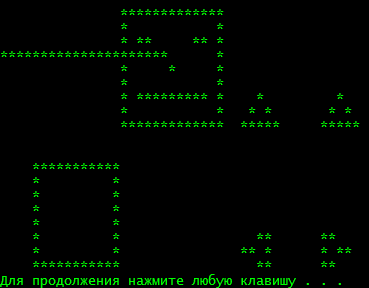 Для продолжения нажмите любую клавишу . . .